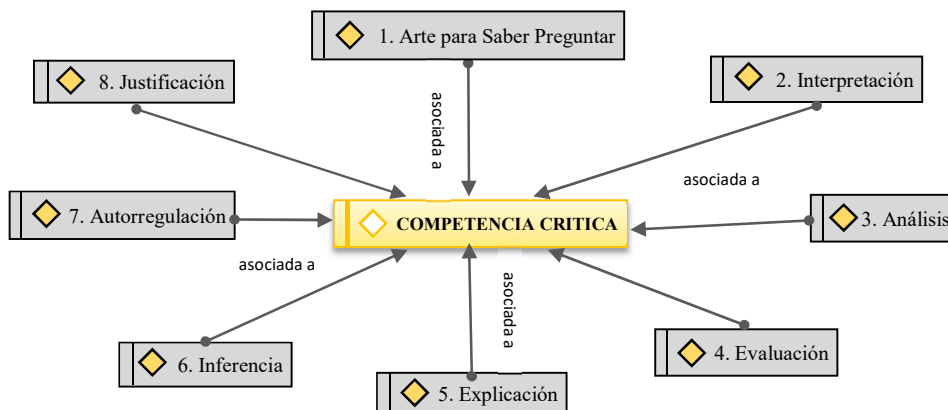 1. Arte para Saber Preguntar
8. Justificación
2. Interpretación
asociada a
asociada a
7. Autorregulación
COMPETENCIA CRITICA
3. Análisis
asociada a
asociada a
6. Inferencia
4. Evaluación
5. Explicación